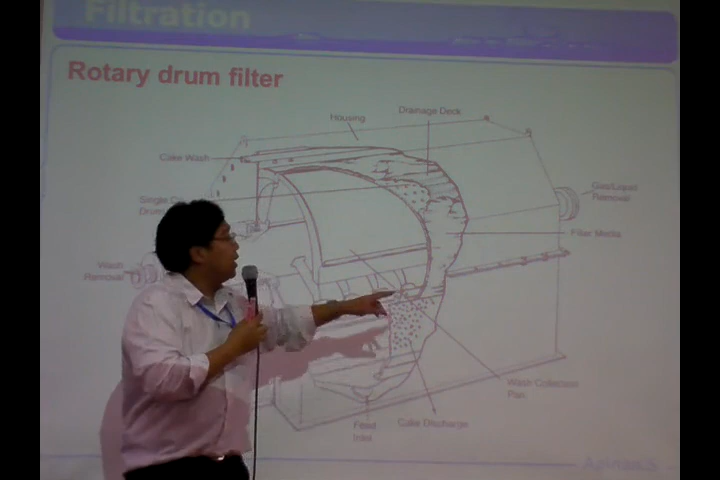 Filtration
Rotary drum filter
Drainage Deck
Housing
Cake Wash
Gas/Liquid
Removal
Filter Media
Wash
Removal
Wash Collection
Pan
Feed
Inlet
Cake Discharge